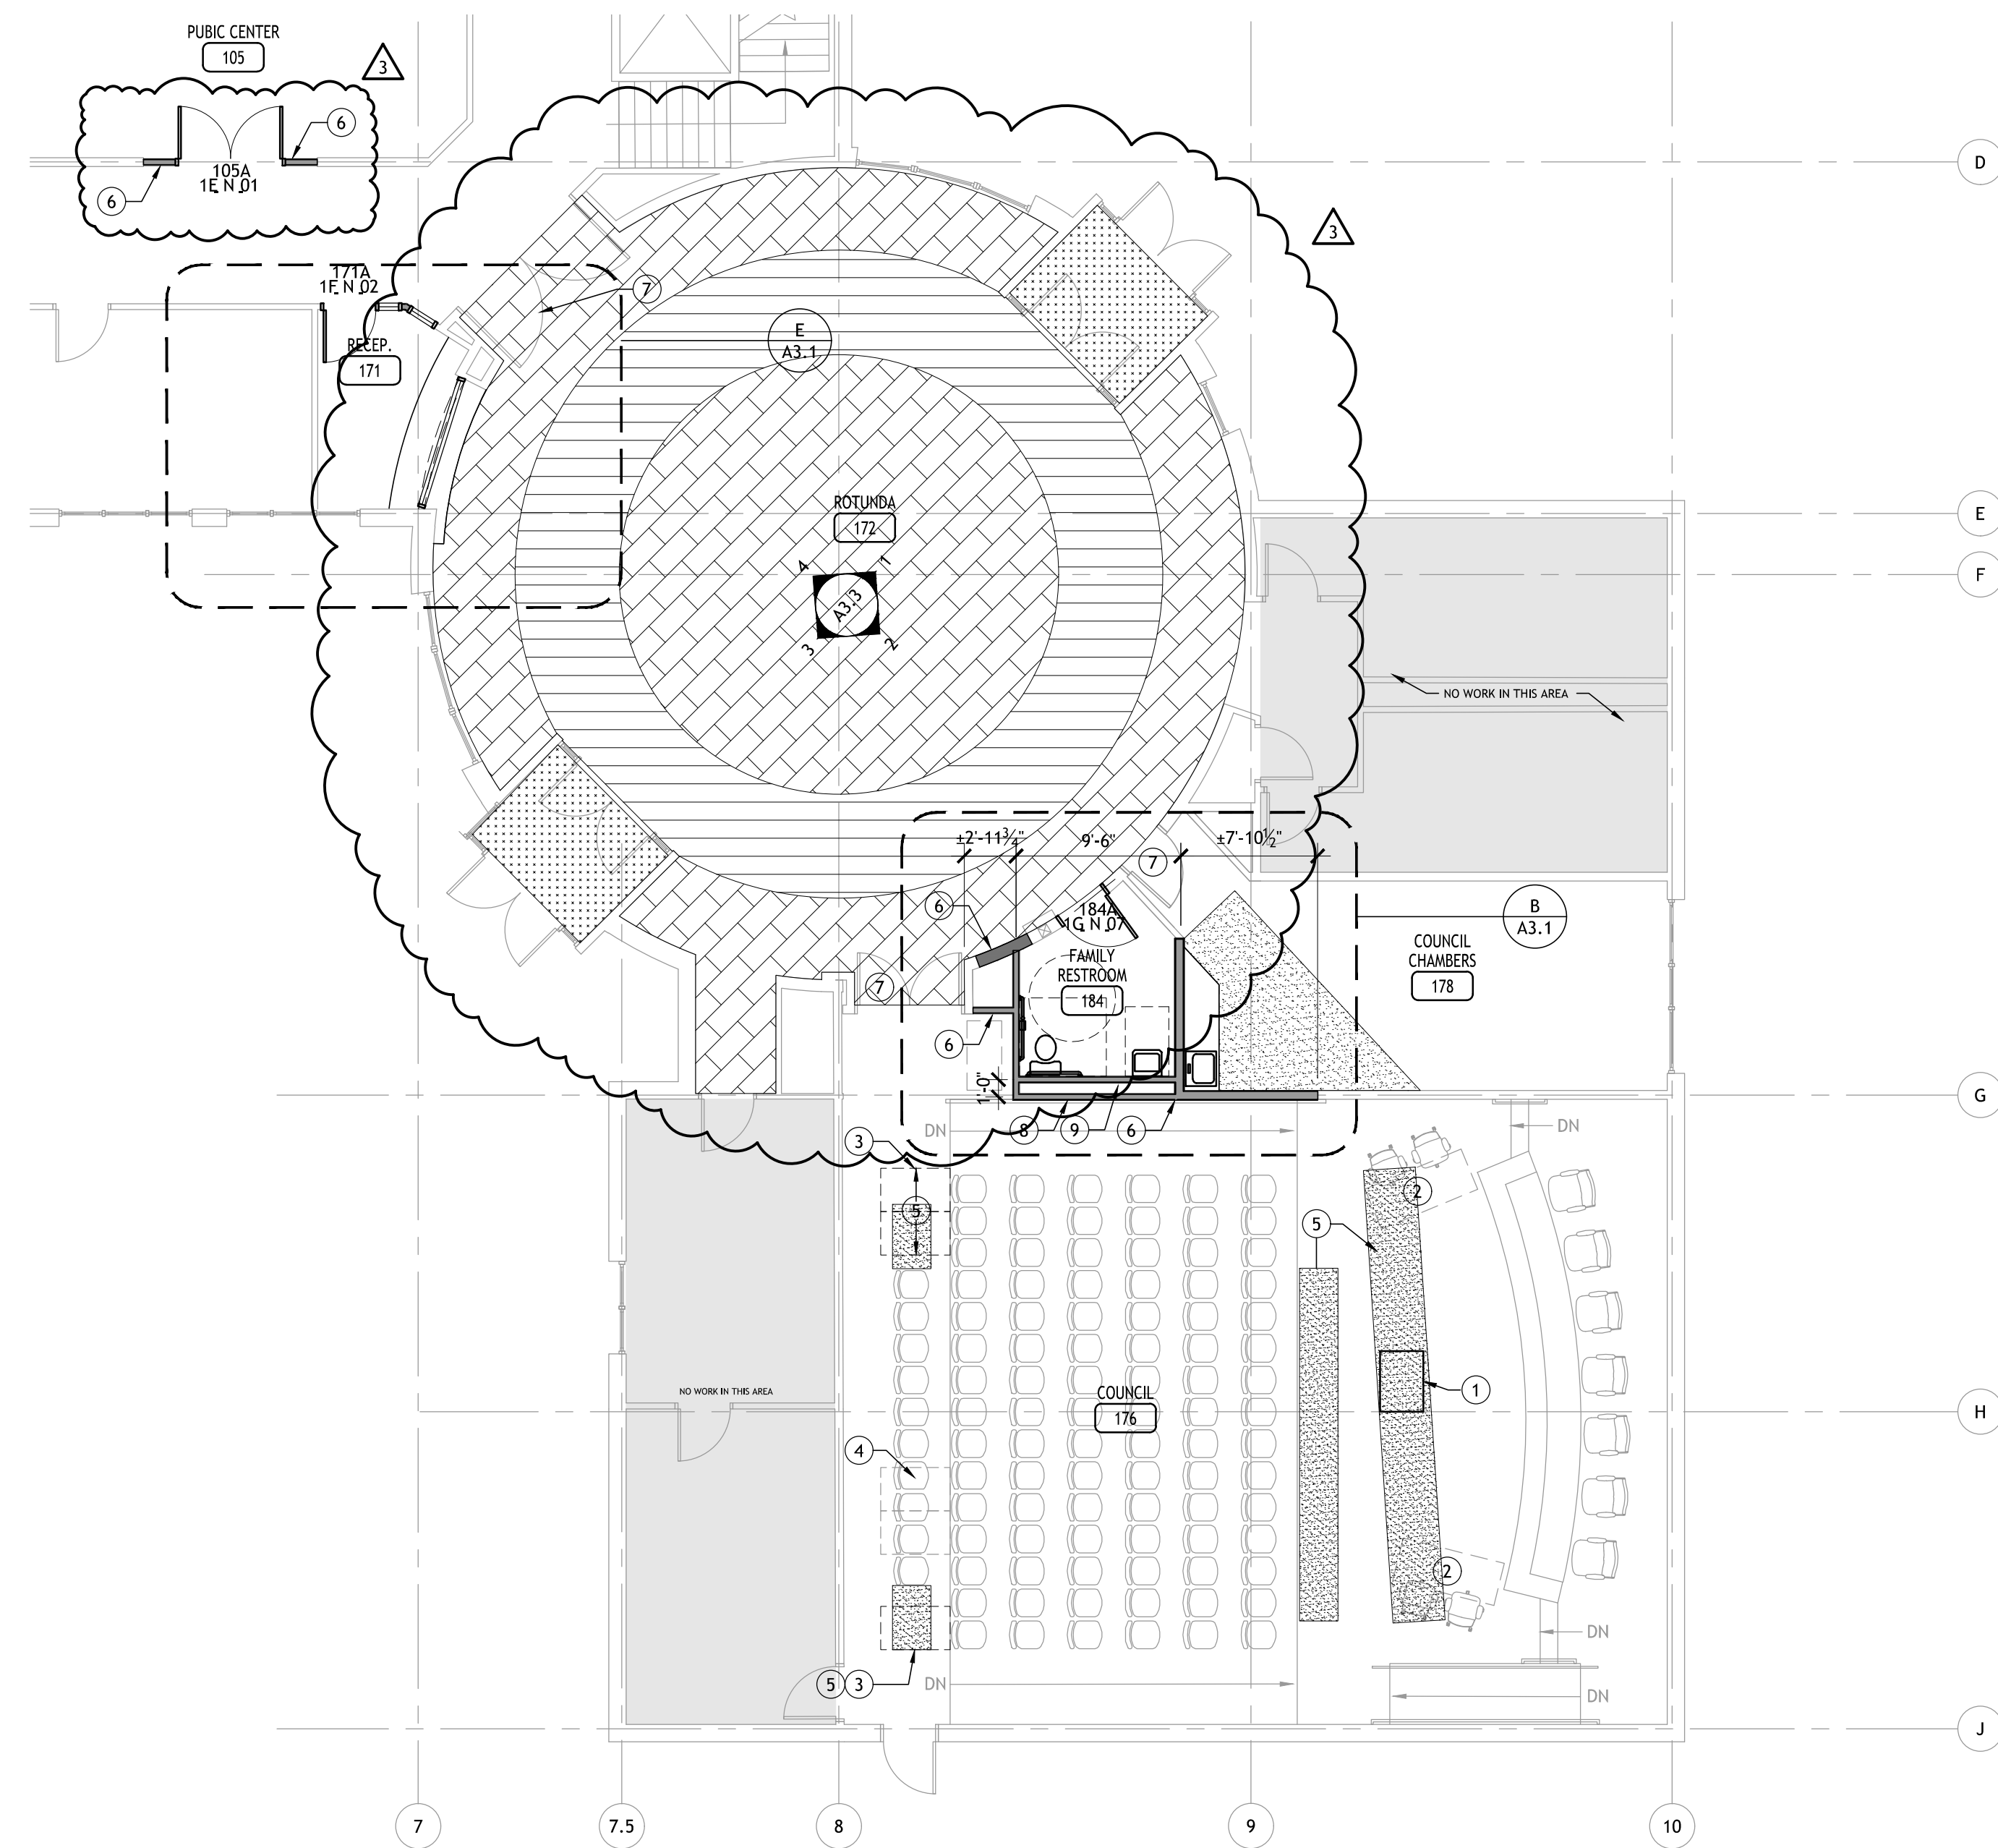 PUBIC CENTER
105
3
6
105A
1E N 01
6
D
3
171A
1F N 02
7
E
A3.1
RECEP.
171
ROTUNDA
172
E
4
1
A3.3
3
2
F
NO WORK IN THIS AREA
±2'-11¾"
9'-6"
±7'-10½"
7
6
184A
1G N 07
B
A3.1
FAMILY
RESTROOM
184
COUNCIL
CHAMBERS
178
7
6
1'-0"
G
DN
8
9
6
DN
3
5
2
5
NO WORK IN THIS AREA
COUNCIL
176
1
H
4
2
DN
5
3
DN
DN
J
7
7.5
8
9
10